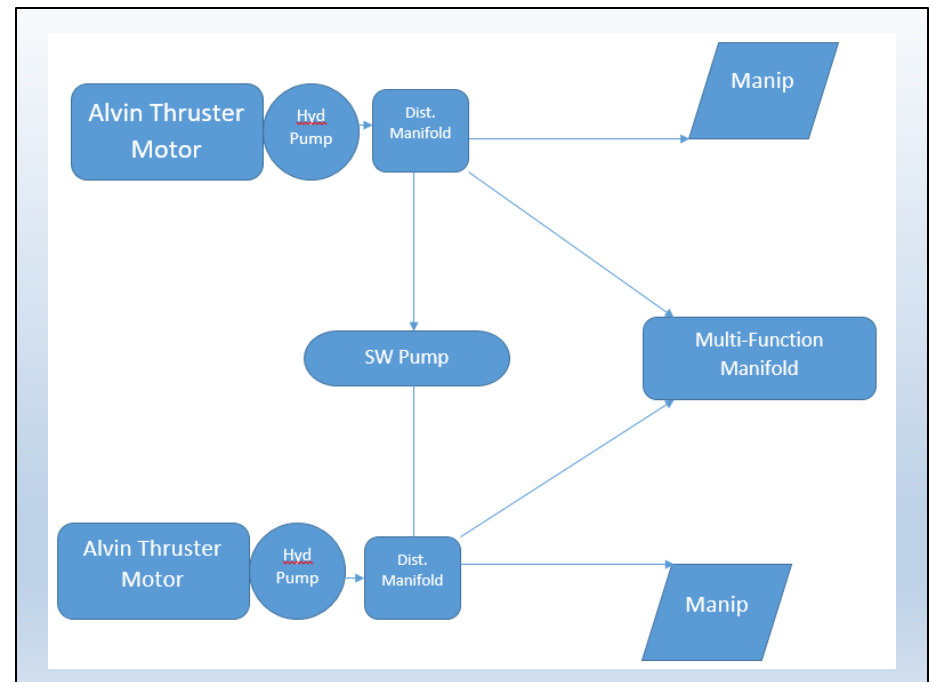 Alvin Thruster
Motor
Hyd
Pump
Dist.
Manifold
Manip
SW Pump
Multi-Function
Manifold
Alvin Thruster
Motor
Hyd
Pump
Dist.
Manifold
Manip